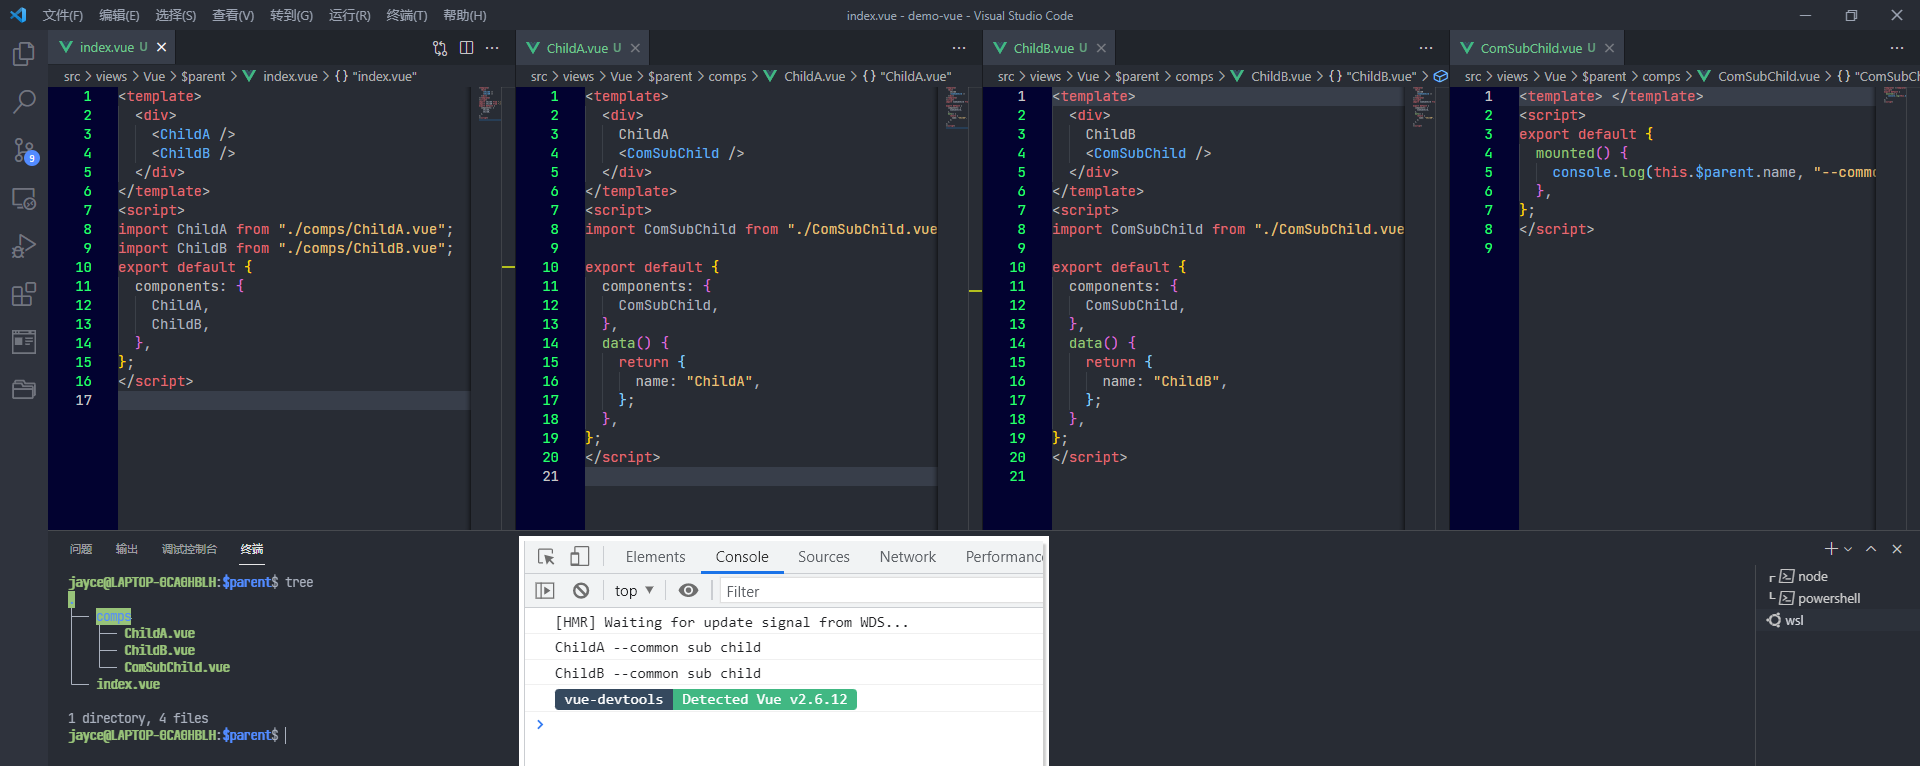 文件(F) 编辑(E) 选择(S) 查看(V) 转到(G) 运行(R) 终端(T) 帮助(H)
index.vue - demo-vue - Visual Studio Code
9
index.vue U
src > views > Vue > $parent > index.vue > {} "index.vue"
1 <template>
2 <div>
3 <ChildA />
4 <ChildB />
5 </div>
6 </template>
7 <script>
8 import ChildA from "./comps/ChildA.vue";
9 import ChildB from "./comps/ChildB.vue";
10 export default {
11 components: {
12 ChildA,
13 ChildB,
14 },
15 };
16 </script>
17
ChildA.vue U
src > views > Vue > $parent > comps > ChildA.vue > {} "ChildA.vue"
1 <template>
2 <div>
3 ChildA
4 <ComSubChild />
5 </div>
6 </template>
7 <script>
8 import ComSubChild from "./ComSubChild.vue
9
10 export default {
11 components: {
12 ComSubChild,
13 },
14 data() {
15 return {
16 name: "ChildA",
17 };
18 },
19 };
20 </script>
21
ChildB.vue U
src > views > Vue > $parent > comps > ChildB.vue > {} "ChildB.vue" >
1 <template>
2 <div>
3 ChildB
4 <ComSubChild />
5 </div>
6 </template>
7 <script>
8 import ComSubChild from "./ComSubChild.vue
9
10 export default {
11 components: {
12 ComSubChild,
13 },
14 data() {
15 return {
16 name: "ChildB",
17 };
18 },
19 };
20 </script>
21
ComSubChild.vue U
src > views > Vue > $parent > comps > ComSubChild.vue > {} "ComSubCh
1 <template> </template>
2 <script>
3 export default {
4 mounted() {
5 console.log(this.$parent.name, "--commo
6 },
7 };
8 </script>
9
问题 输出 调试控制台 终端
jayce@LAPTOP-0CA0HBLH:$parent$ tree
.
├── comps
│   ├── ChildA.vue
│   ├── ChildB.vue
│   └── ComSubChild.vue
└── index.vue
1 directory, 4 files
jayce@LAPTOP-0CA0HBLH:$parent$
Elements Console Sources Network Performanc
top ▼ Filter
[HMR] Waiting for update signal from WDS...
ChildA --common sub child
ChildB --common sub child
vue-devtools Detected Vue v2.6.12
>
node
powershell
wsl